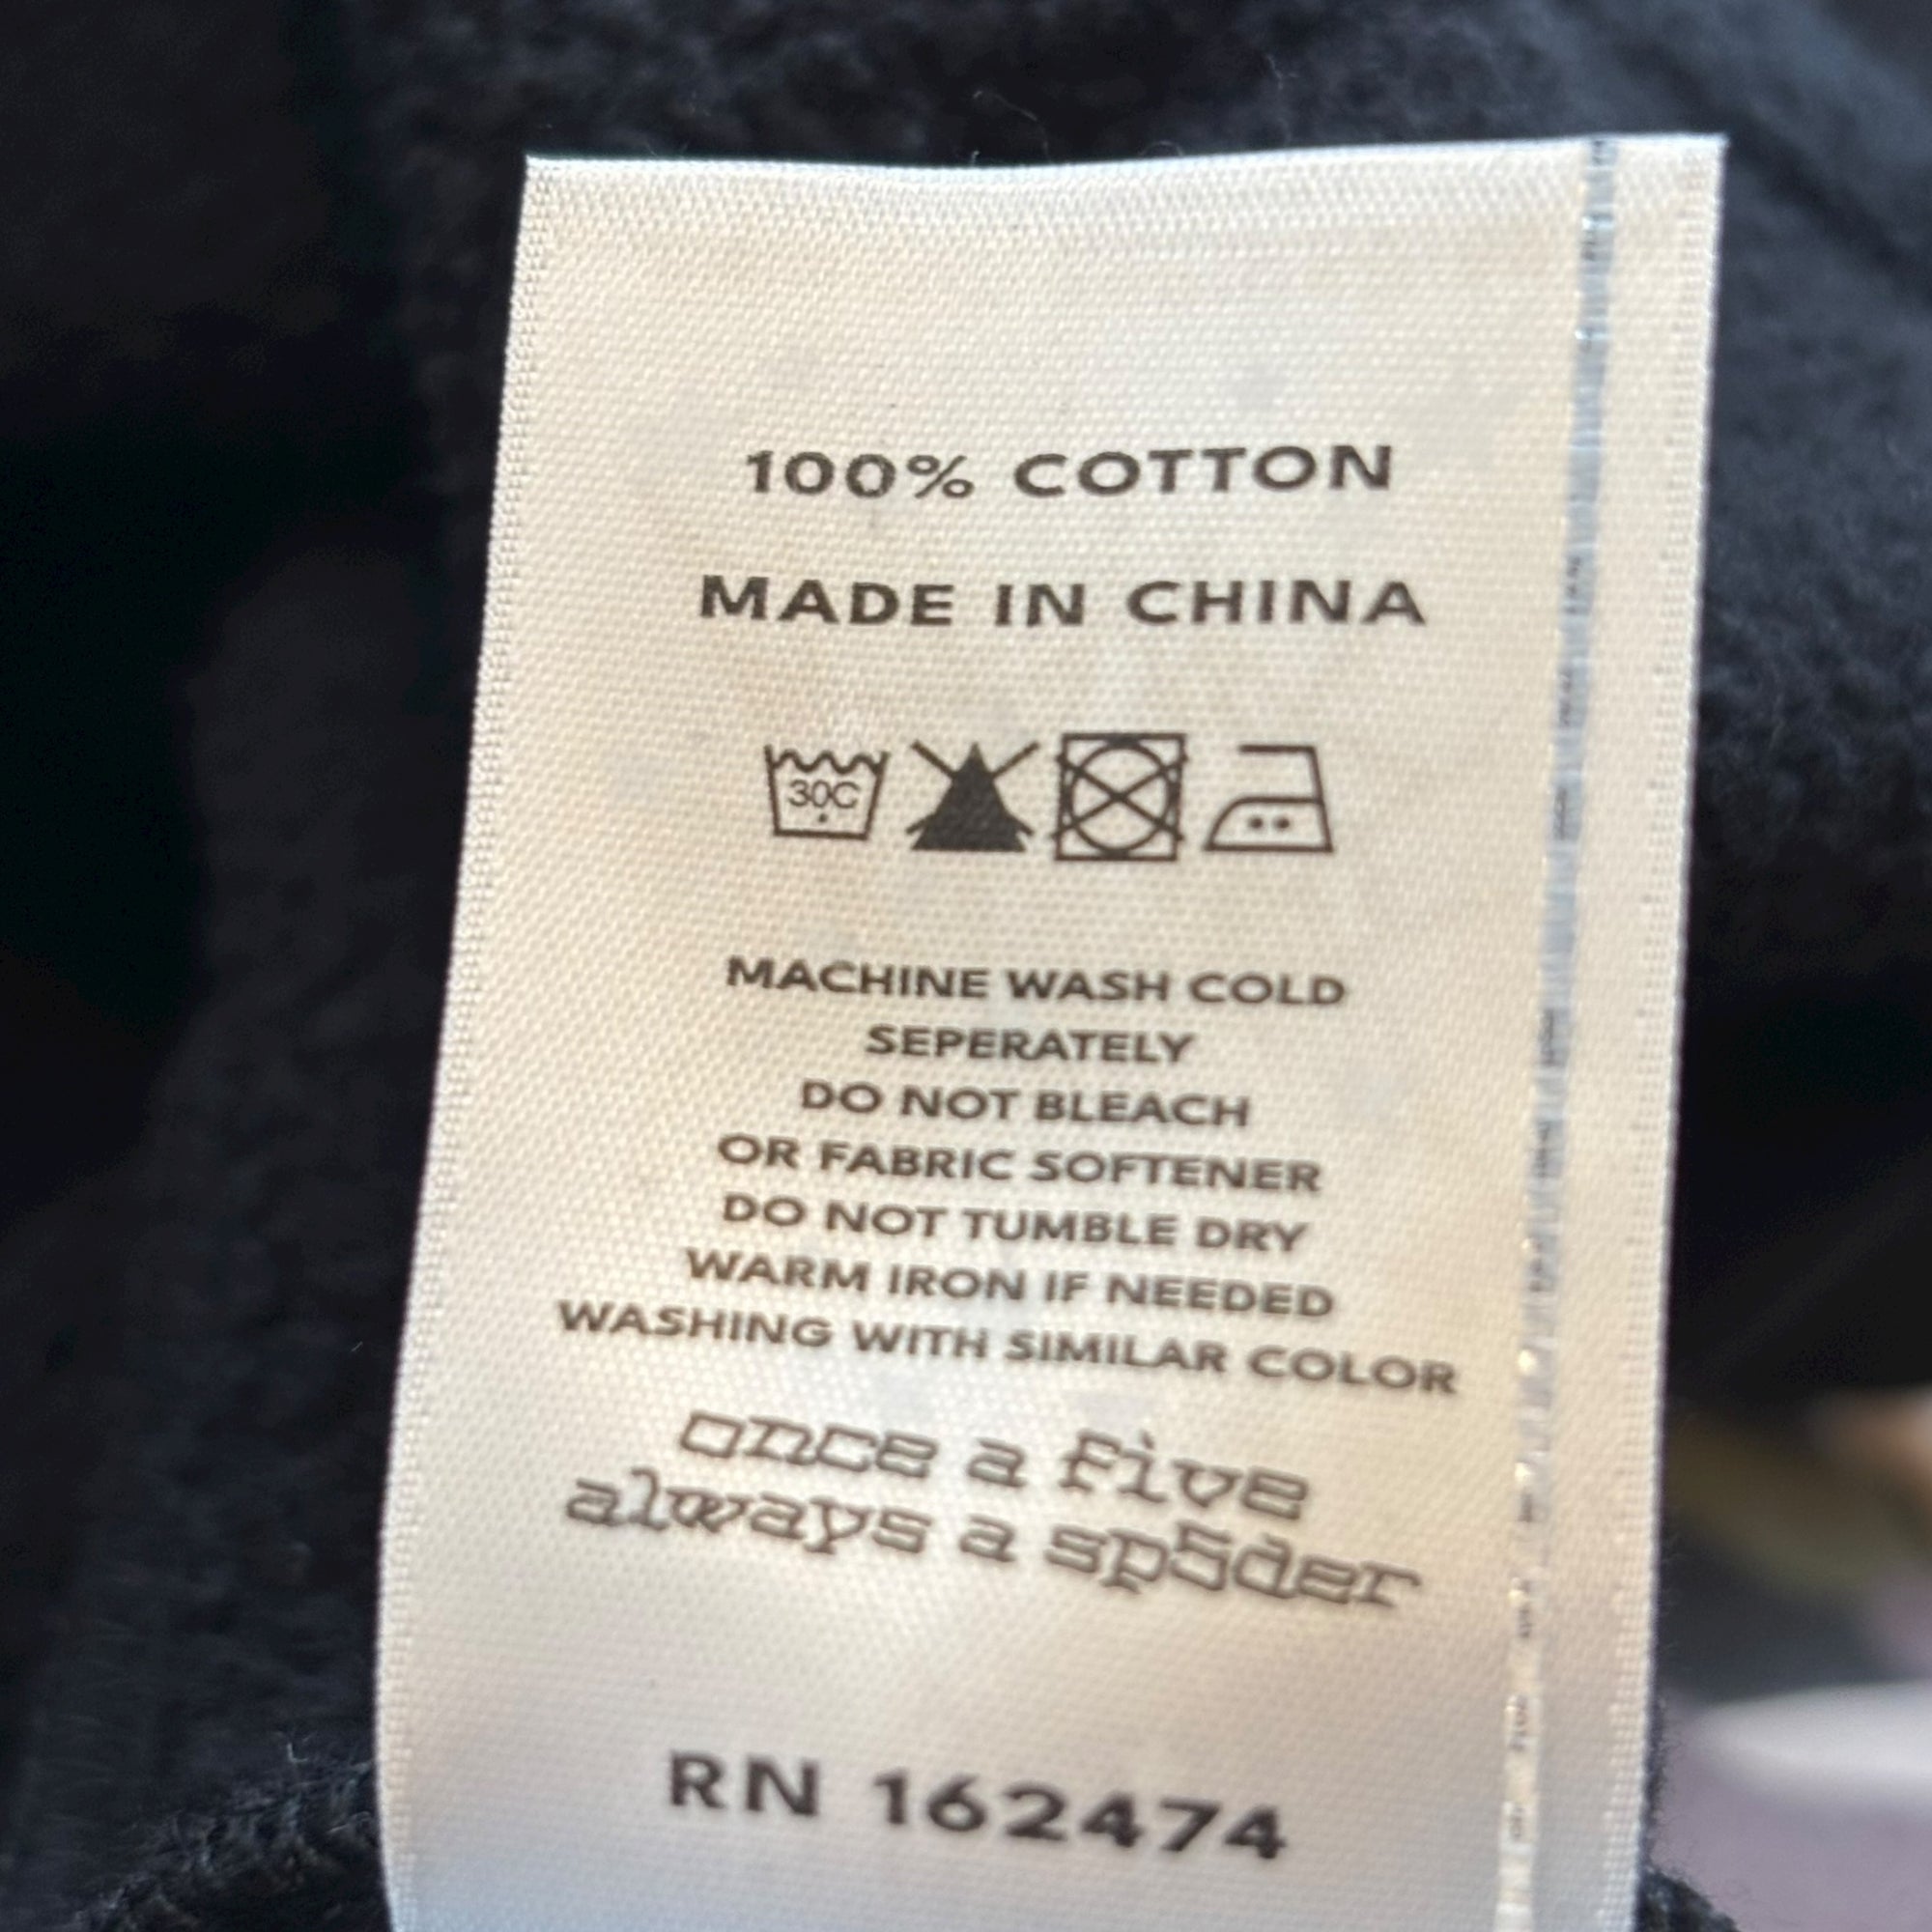 100% COTTON
MADE IN CHINA
30C
MACHINE WASH COLD
SEPERATELY
DO NOT BLEACH
OR FABRIC SOFTENER
DO NOT TUMBLE DRY
WARM IRON IF NEEDED
WASHING WITH SIMILAR COLOR
once a five
always a sp5der
RN 162474